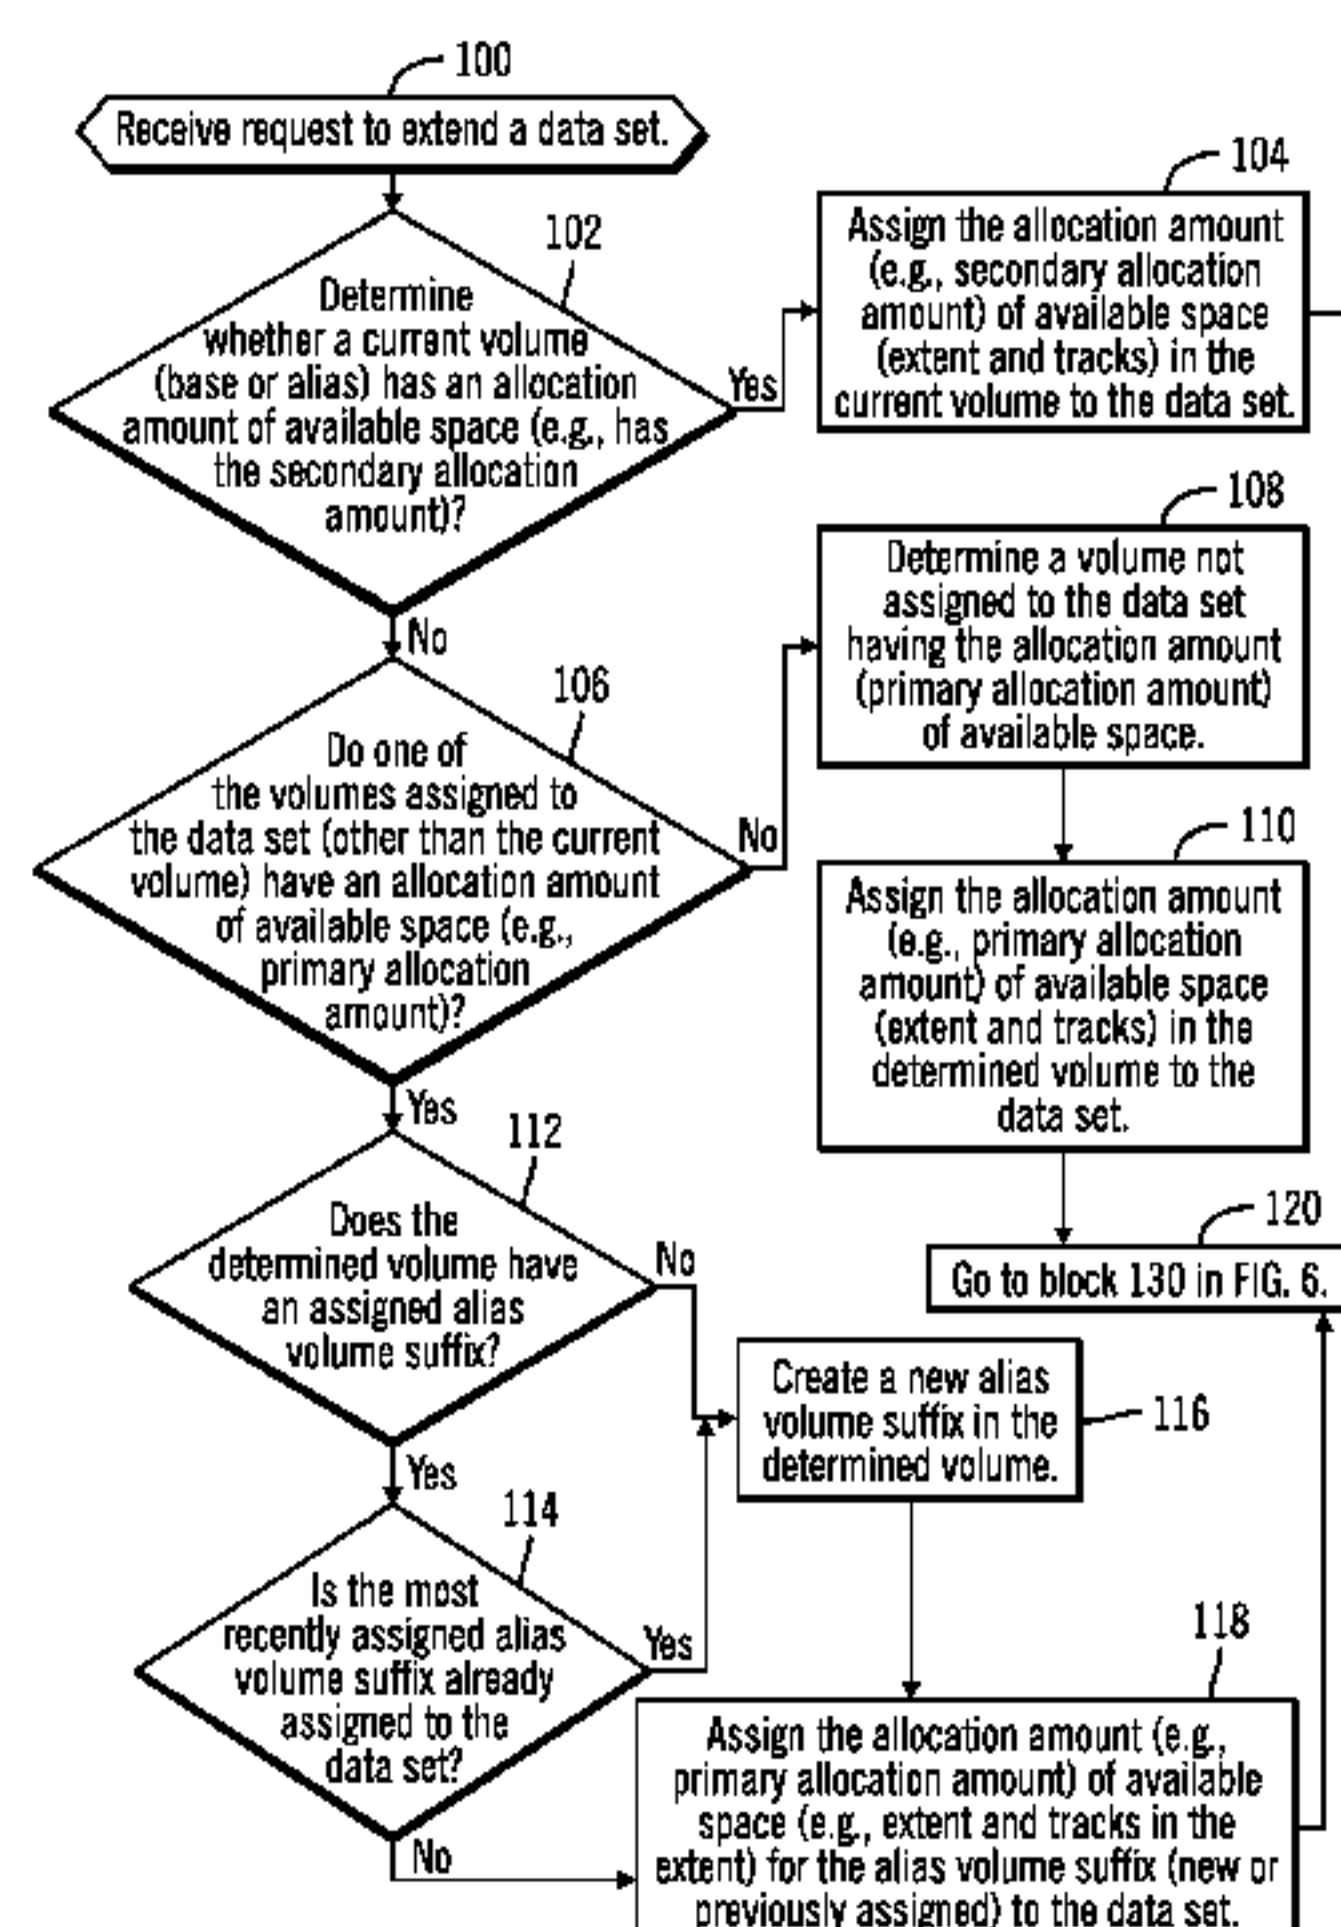 100
Receive request to extend a data set.
102
Determine
whether a current volume
(base or alias) has an allocation
amount of available space (e.g., has
the secondary allocation
amount)?
Yes
104
Assign the allocation amount
(e.g., secondary allocation
amount) of available space
(extent and tracks) in the
current volume to the data set.
No
106
Do one of
the volumes assigned to
the data set (other than the current
volume) have an allocation amount
of available space (e.g.,
primary allocation
amount)?
No
108
Determine a volume not
assigned to the data set
having the allocation amount
(primary allocation amount)
of available space.
110
Assign the allocation amount
(e.g., primary allocation
amount) of available space
(extent and tracks) in the
determined volume to the
data set.
Yes
112
Does the
determined volume have
an assigned alias
volume suffix?
No
120
Go to block 130 in FIG. 6.
Create a new alias
volume suffix in the
determined volume.
116
Yes
114
Is the most
recently assigned alias
volume suffix already
assigned to the
data set?
Yes
No
118
Assign the allocation amount (e.g.,
primary allocation amount) of available
space (e.g., extent and tracks in the
extent) for the alias volume suffix (new or
previously assigned) to the data set.